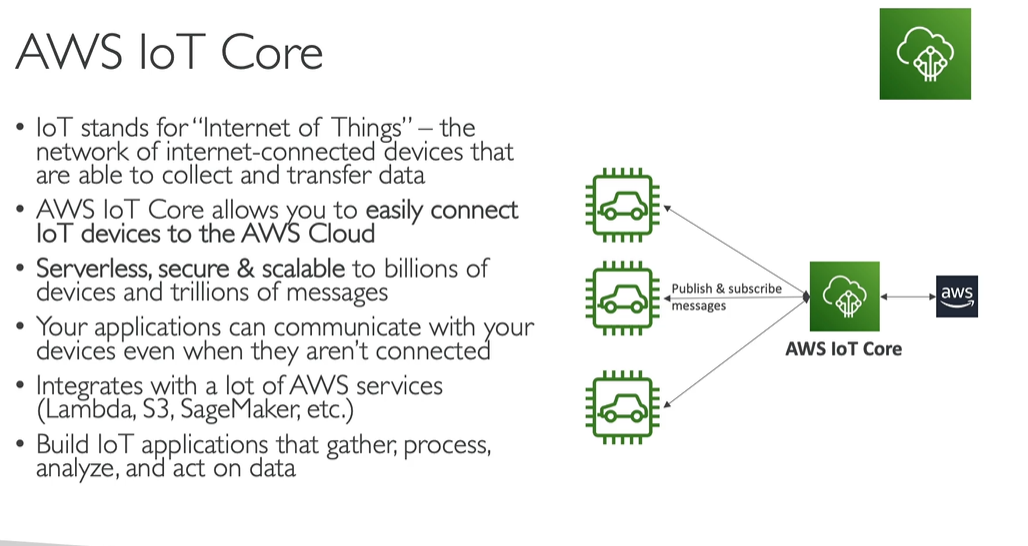 AWS IoT Core
• IoT stands for “Internet of Things” – the
network of internet-connected devices that
are able to collect and transfer data
• AWS IoT Core allows you to easily connect
IoT devices to the AWS Cloud
• Serverless, secure & scalable to billions of
devices and trillions of messages
• Your applications can communicate with your
devices even when they aren’t connected
• Integrates with a lot of AWS services
(Lambda, S3, SageMaker, etc.)
• Build IoT applications that gather, process,
analyze, and act on data
Publish & subscribe
messages
AWS IoT Core
aws